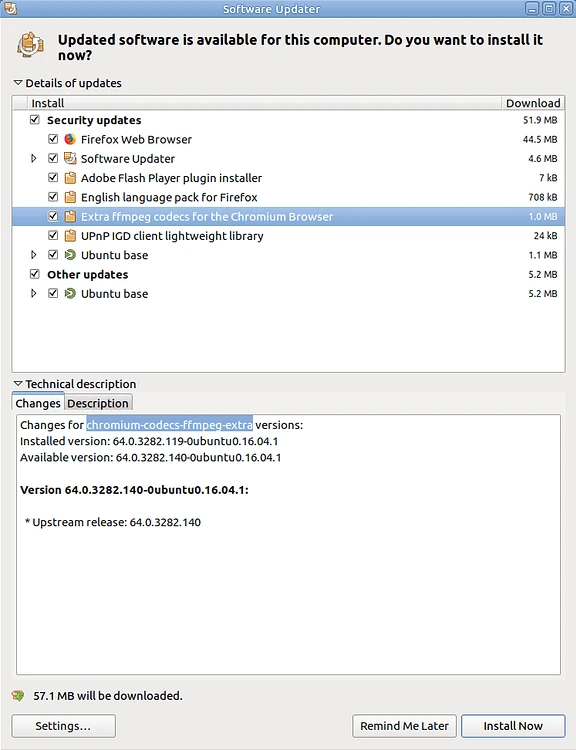 Software Updater
Updated software is available for this computer. Do you want to install it
now?
Details of updates
Install Download
Security updates 51.9 MB
Firefox Web Browser 44.5 MB
Software Updater 4.6 MB
Adobe Flash Player plugin installer 7 kB
English language pack for Firefox 708 kB
Extra ffmpeg codecs for the Chromium Browser 1.0 MB
UPnP IGD client lightweight library 24 kB
Ubuntu base 1.1 MB
Other updates 5.2 MB
Ubuntu base 5.2 MB
Technical description
Changes Description
Changes for chromium-codecs-ffmpeg-extra versions:
Installed version: 64.0.3282.119-0ubuntu0.16.04.1
Available version: 64.0.3282.140-0ubuntu0.16.04.1
Version 64.0.3282.140-0ubuntu0.16.04.1:
* Upstream release: 64.0.3282.140
57.1 MB will be downloaded.
Settings... Remind Me Later Install Now